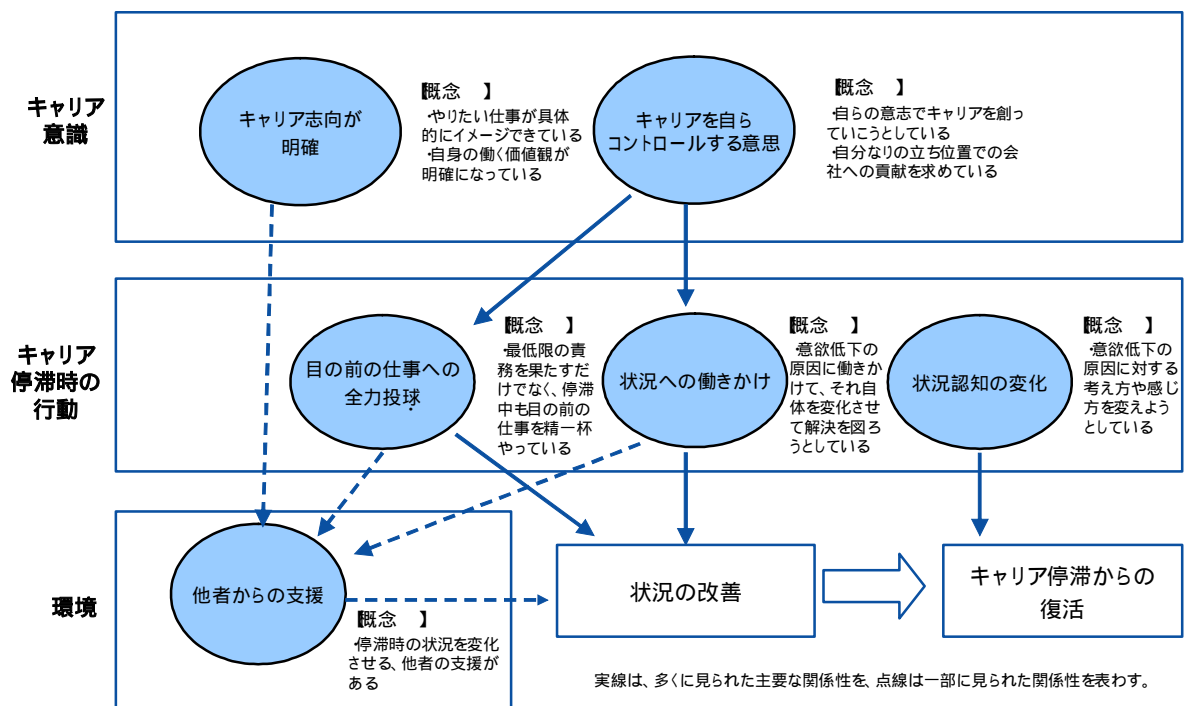 キャリア
意識
キャリア志向が
明確
【概念　】
・やりたい仕事が具体
的にイメージできている
・自身の働く価値観が
明確になっている
キャリアを自ら
コントロールする意思
【概念　】
・自らの意志でキャリアを創っ
ていこうとしている
・自分なりの立ち位置での会
社への貢献を求めている
キャリア
停滞時の
行動
目の前の仕事への
全力投球
【概念　】
・最低限の責
務を果たすだ
けでなく、停滞
中も目の前の
仕事を精一杯
やっている
状況への働きかけ
【概念　】
・意欲低下の
原因に働きか
けて、それ自
体を変化させ
て解決を図ろ
うとしている
状況認知の変化
【概念　】
・意欲低下の
原因に対する
考え方や感じ
方を変えよう
としている
環境
他者からの支援
【概念　】
・停滞時の状況を変化
させる、他者の支援が
ある
状況の改善
キャリア停滞からの
復活
実線は、多くに見られた主要な関係性を、点線は一部に見られた関係性を表わす。